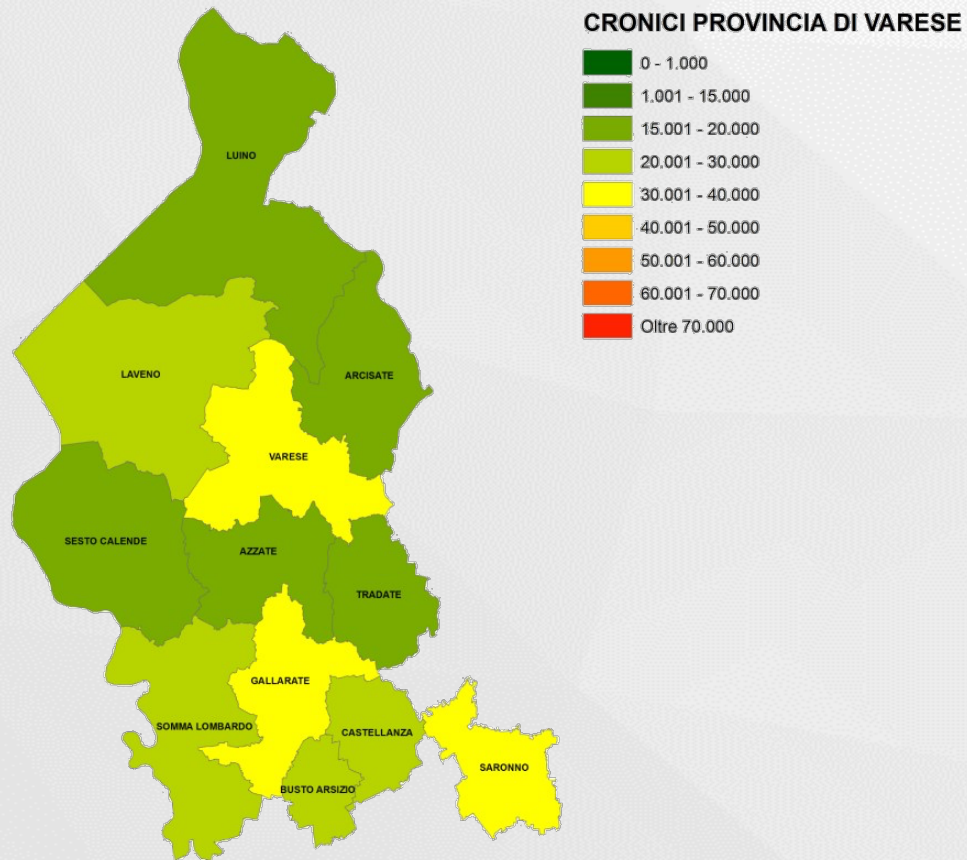 CRONICI PROVINCIA DI VARESE
0 - 1.000
1.001 - 15.000
15.001 - 20.000
20.001 - 30.000
30.001 - 40.000
40.001 - 50.000
50.001 - 60.000
60.001 - 70.000
Oltre 70.000
LUINO
LAVENO
ARCISATE
VARESE
SESTO CALENDE
AZZATE
TRADATE
GALLARATE
SOMMA LOMBARDO
CASTELLANZA
SARONNO
BUSTO ARSIZIO